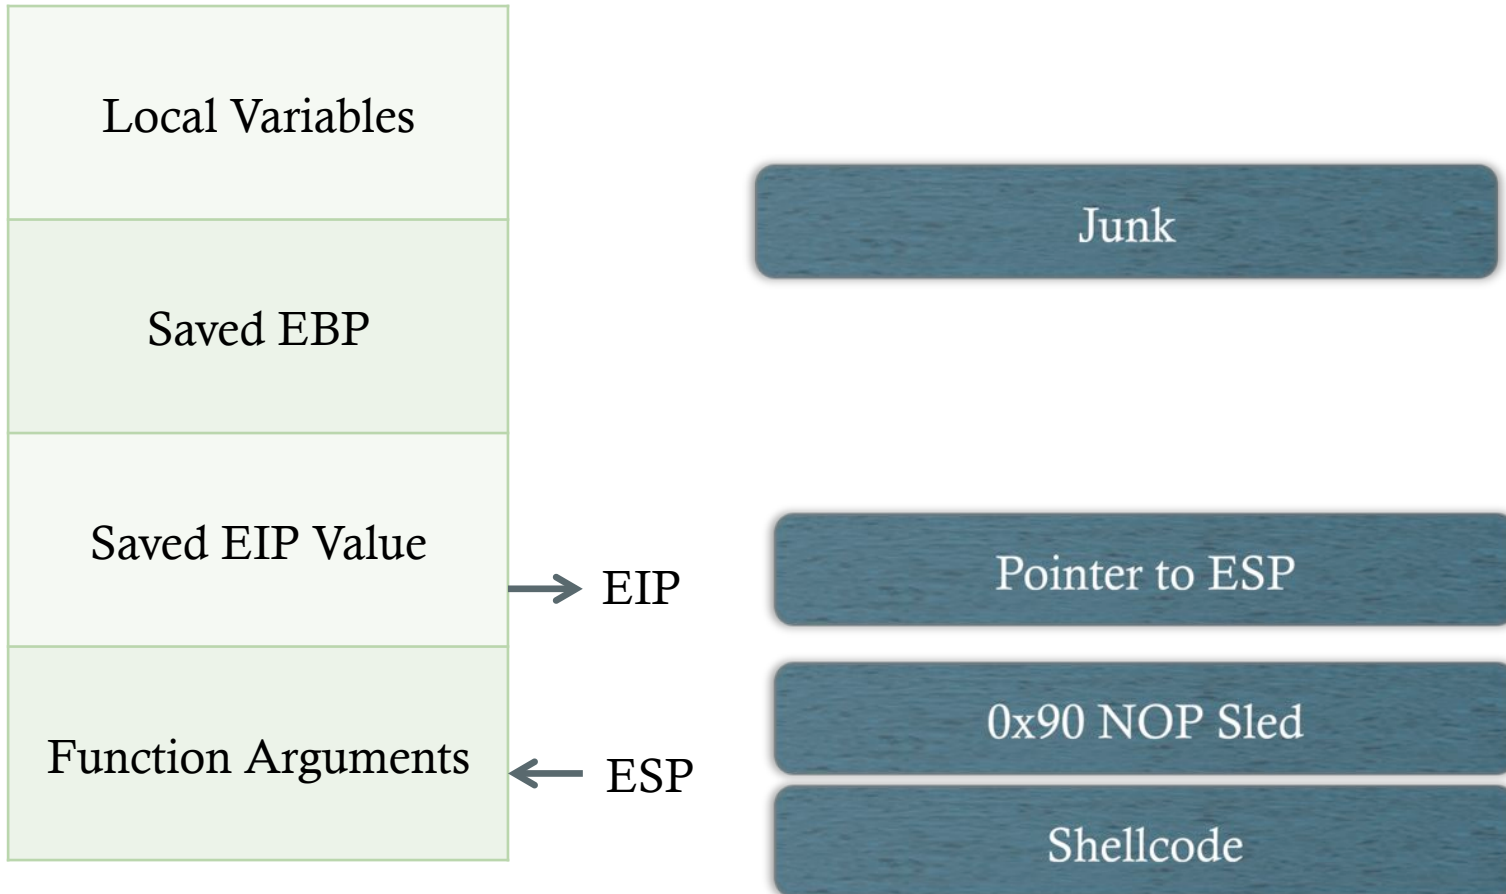 Local Variables
Junk
Saved EBP
Saved EIP Value
EIP
Pointer to ESP
Function Arguments
ESP
0x90 NOP Sled
Shellcode